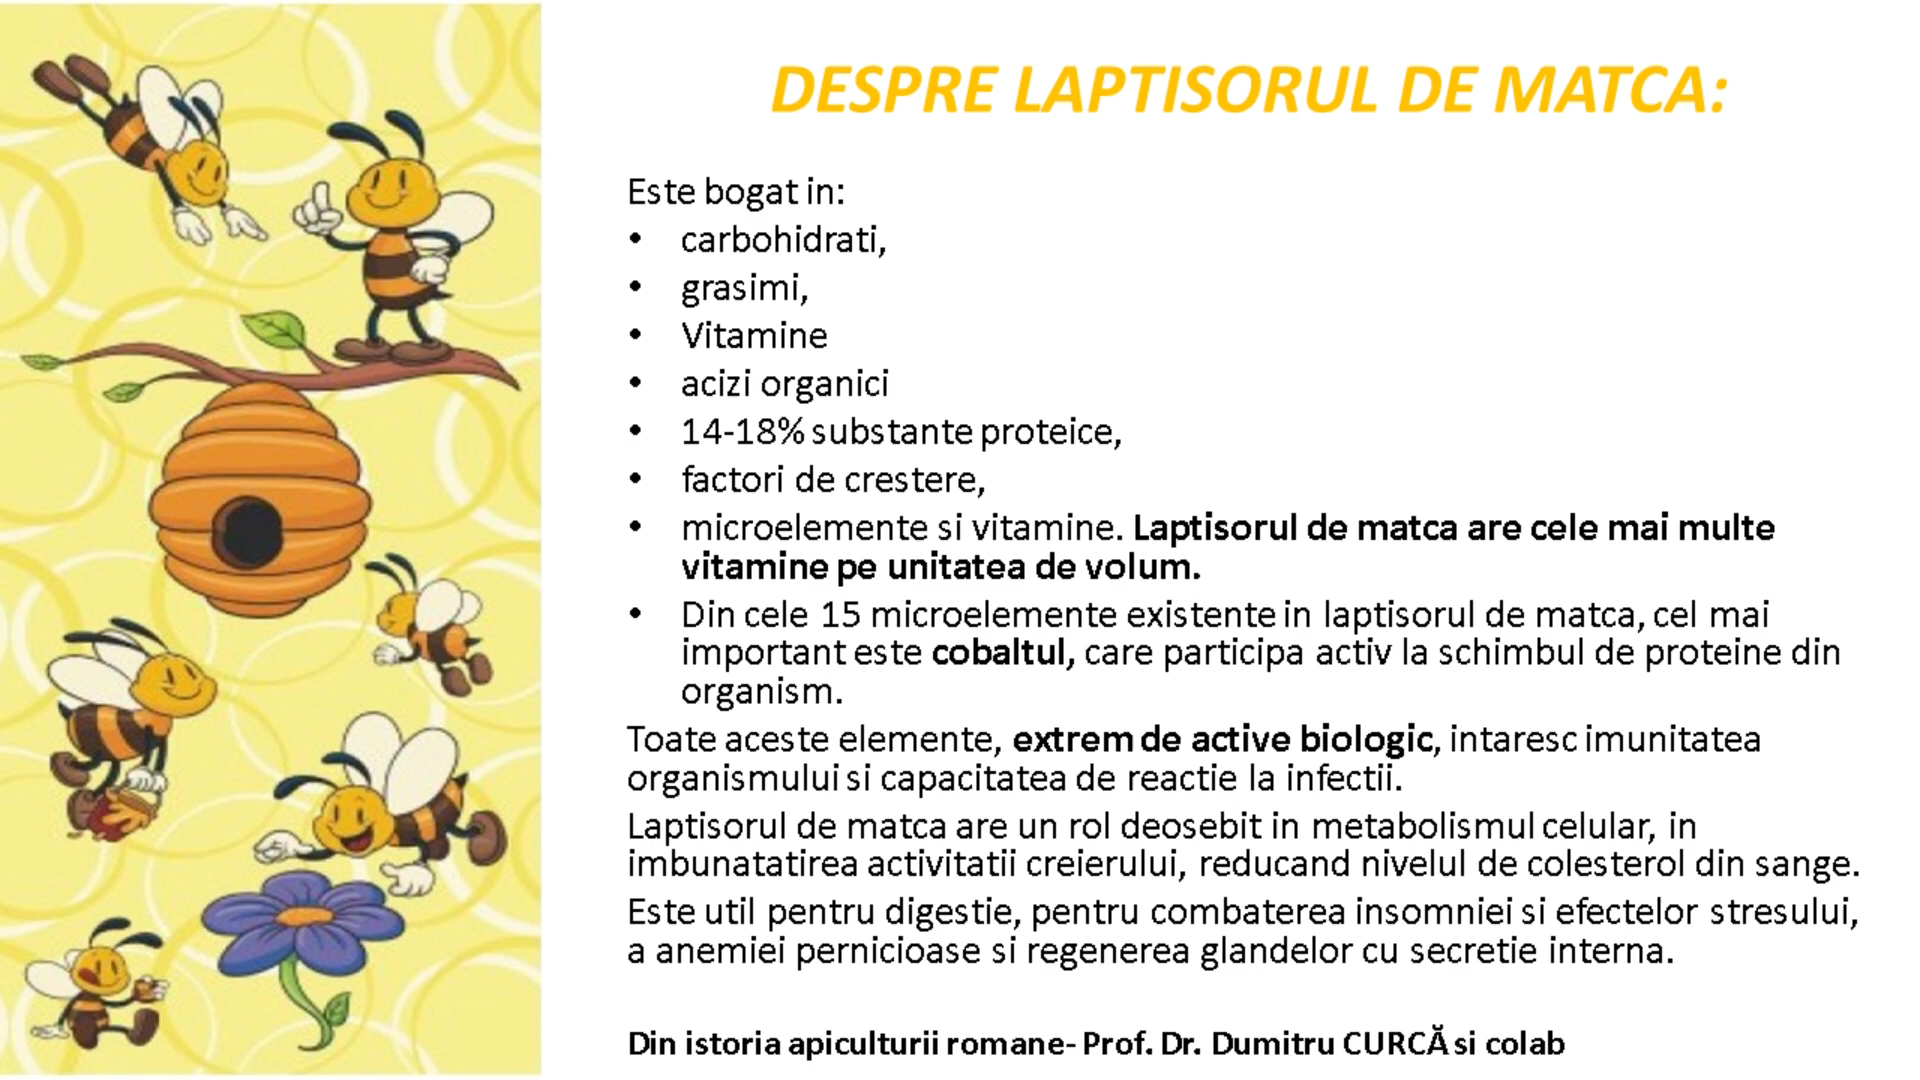 DESPRE LAPTISORUL DE MATCA:
Este bogat in:
• carbohidrati,
• grasimi,
• Vitamine
• acizi organici
• 14-18% substante proteice,
• factori de crestere,
• microelemente si vitamine. Laptisorul de matca are cele mai multe
vitamine pe unitatea de volum.
• Din cele 15 microelemente existente in laptisorul de matca, cel mai
important este cobaltul, care participa activ la schimbul de proteine din
organism.
Toate aceste elemente, extrem de active biologic, intaresc imunitatea
organismului si capacitatea de reactie la infectii.
Laptisorul de matca are un rol deosebit in metabolismul celular, in
imbunatatirea activitatii creierului, reducand nivelul de colesterol din sange.
Este util pentru digestie, pentru combaterea insomniei si efectelor stresului,
a anemiei pernicioase si regenerea glandelor cu secretie interna.
Din istoria apiculturii romane- Prof. Dr. Dumitru CURCĂ si colab